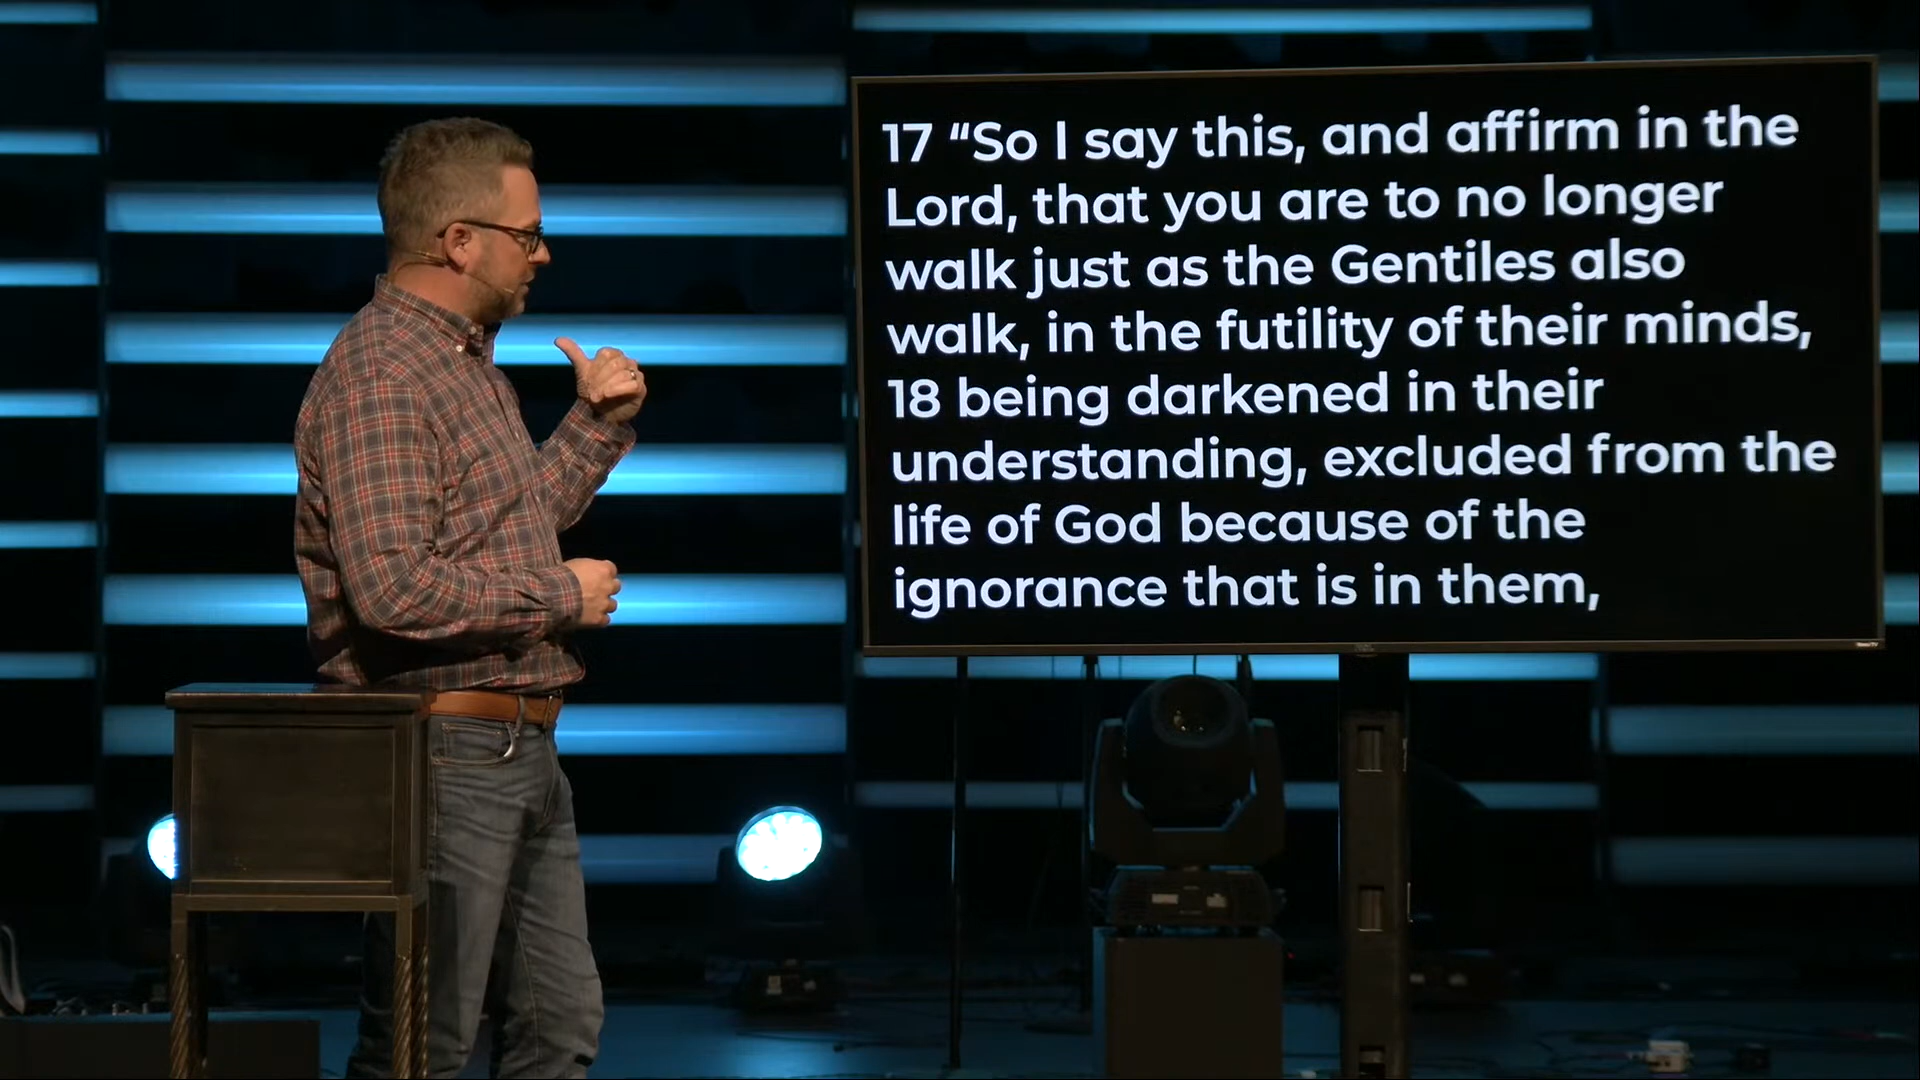 17 “So I say this, and affirm in the
Lord, that you are to no longer
walk just as the Gentiles also
walk, in the futility of their minds,
18 being darkened in their
understanding, excluded from the
life of God because of the
ignorance that is in them,